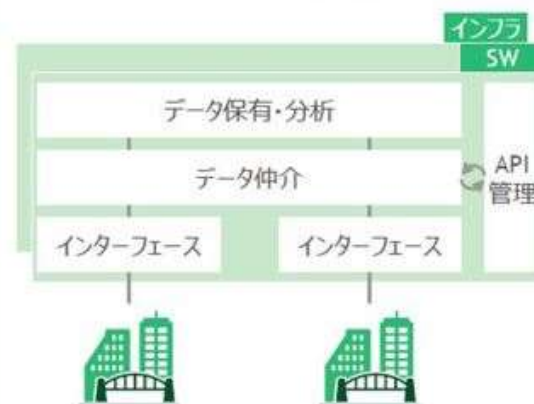 インフラ
SW
データ保有・分析
データ仲介
API
管理
インターフェース
インターフェース